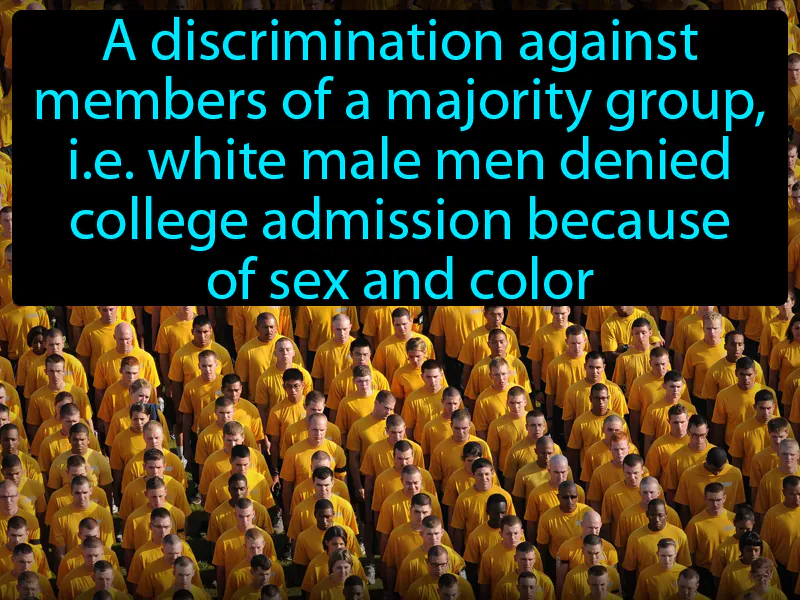 A discrimination against
members of a majority group,
i.e. white male men denied
college admission because
of sex and color